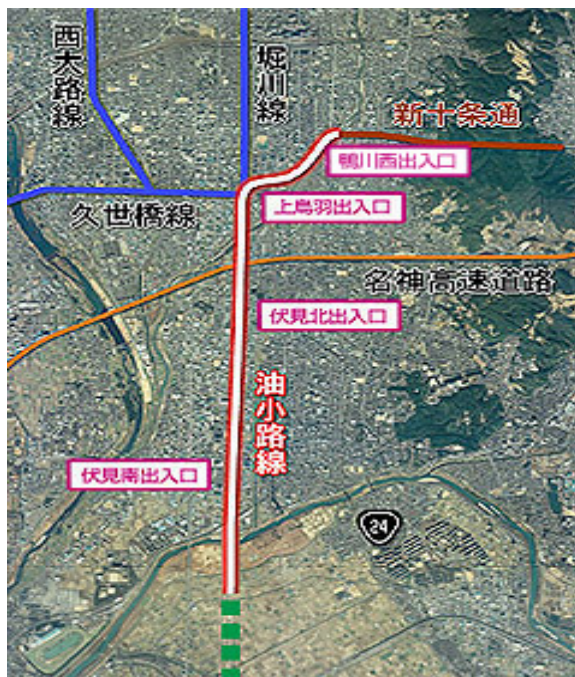 西大路線
堀川線
新十条通
鴨川西出入口
上鳥羽出入口
久世橋線
名神高速道路
伏見北出入口
油小路線
伏見南出入口
24